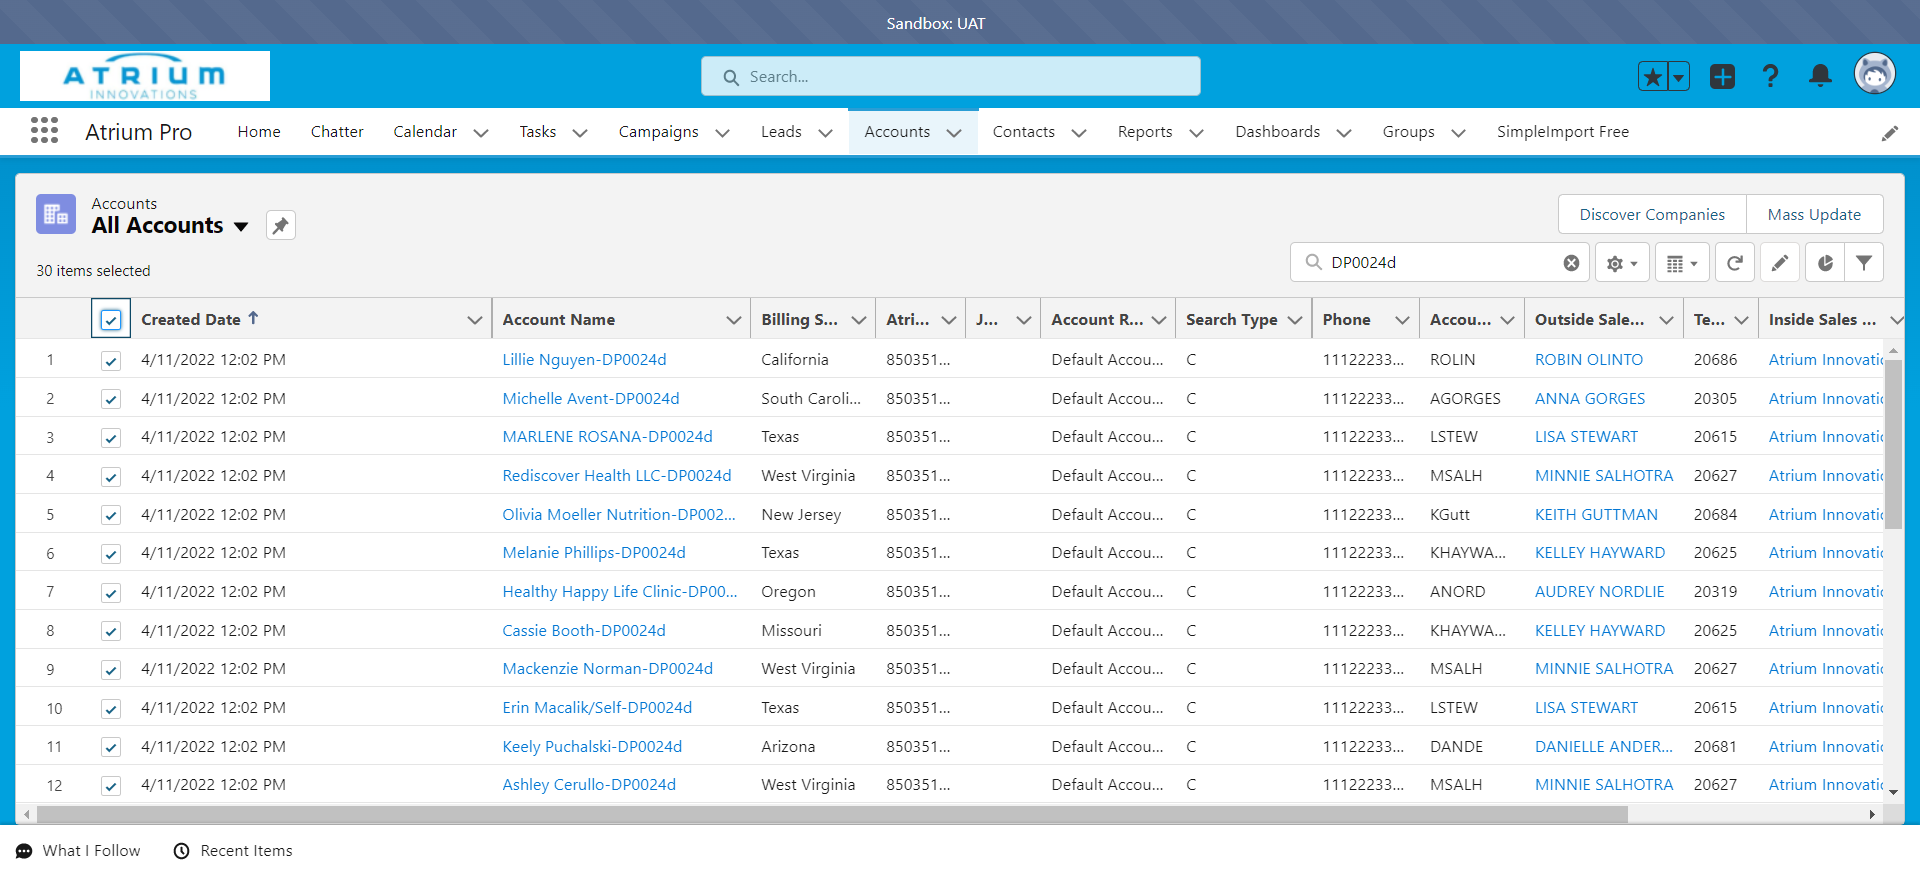 Sandbox: UAT
ATRIUM
INNOVATIONS
Search...
Atrium Pro Home Chatter Calendar Tasks Campaigns Leads Accounts Contacts Reports Dashboards Groups SimpleImport Free
Accounts
All Accounts
Discover Companies Mass Update
30 items selected
DP0024d
Created Date Account Name Billing S... Atri... J... Account R... Search Type Phone Accou... Outside Sale... Te... Inside Sales ...
1 4/11/2022 12:02 PM Lillie Nguyen-DP0024d California 850351... Default Accou... C 11122233... ROLIN ROBIN OLINTO 20686 Atrium Innovatic
2 4/11/2022 12:02 PM Michelle Avent-DP0024d South Caroli... 850351... Default Accou... C 11122233... AGORGES ANNA GORGES 20305 Atrium Innovatic
3 4/11/2022 12:02 PM MARLENE ROSANA-DP0024d Texas 850351... Default Accou... C 11122233... LSTEW LISA STEWART 20615 Atrium Innovatic
4 4/11/2022 12:02 PM Rediscover Health LLC-DP0024d West Virginia 850351... Default Accou... C 11122233... MSALH MINNIE SALHOTRA 20627 Atrium Innovatic
5 4/11/2022 12:02 PM Olivia Moeller Nutrition-DP002... New Jersey 850351... Default Accou... C 11122233... KGutt KEITH GUTTMAN 20684 Atrium Innovatic
6 4/11/2022 12:02 PM Melanie Phillips-DP0024d Texas 850351... Default Accou... C 11122233... KHAYWA... KELLEY HAYWARD 20625 Atrium Innovatic
7 4/11/2022 12:02 PM Healthy Happy Life Clinic-DP00... Oregon 850351... Default Accou... C 11122233... ANORD AUDREY NORDLIE 20319 Atrium Innovatic
8 4/11/2022 12:02 PM Cassie Booth-DP0024d Missouri 850351... Default Accou... C 11122233... KHAYWA... KELLEY HAYWARD 20625 Atrium Innovatic
9 4/11/2022 12:02 PM Mackenzie Norman-DP0024d West Virginia 850351... Default Accou... C 11122233... MSALH MINNIE SALHOTRA 20627 Atrium Innovatic
10 4/11/2022 12:02 PM Erin Macalik/Self-DP0024d Texas 850351... Default Accou... C 11122233... LSTEW LISA STEWART 20615 Atrium Innovatic
11 4/11/2022 12:02 PM Keely Puchalski-DP0024d Arizona 850351... Default Accou... C 11122233... DANDE DANIELLE ANDER... 20681 Atrium Innovatic
12 4/11/2022 12:02 PM Ashley Cerullo-DP0024d West Virginia 850351... Default Accou... C 11122233... MSALH MINNIE SALHOTRA 20627 Atrium Innovatic
What I Follow Recent Items